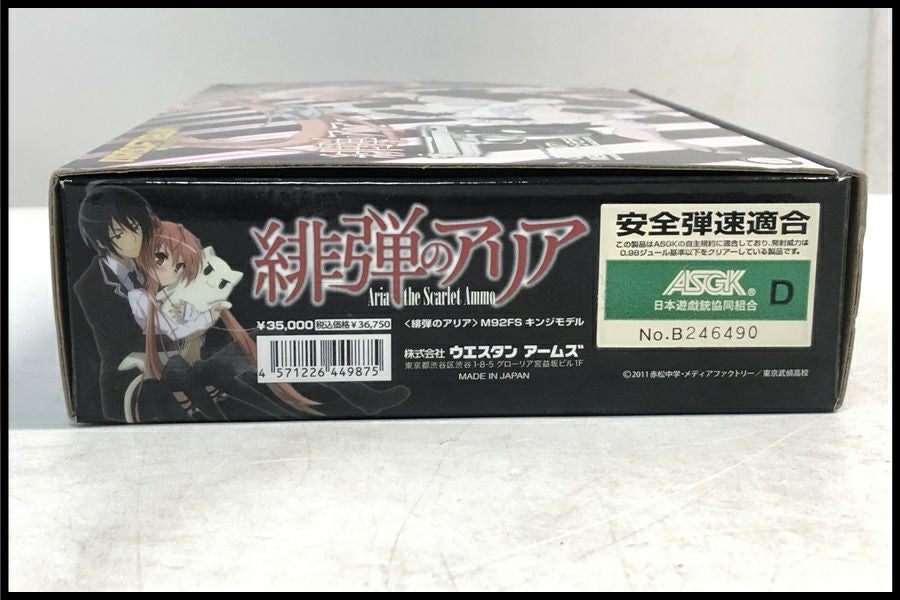 緋弾のアリア
Aria the Scarlet Ammo
¥35,000 税込価格 ¥36,750
〈緋弾のアリア〉M92FS キンジモデル
4 571226 449875
株式会社 ウエスタン アームズ
東京都渋谷区渋谷1-8-5 グローリア宮益坂ビル1F
MADE IN JAPAN
安全弾速適合
この製品はASGKの自主規約に適合しており、発射威力は
0.98ジュール基準以下をクリアーしている製品です。
ASGK®
日本遊戯銃協同組合
D
No.B246490
©2011 赤松中学・メディアファクトリー／東京武偵高校